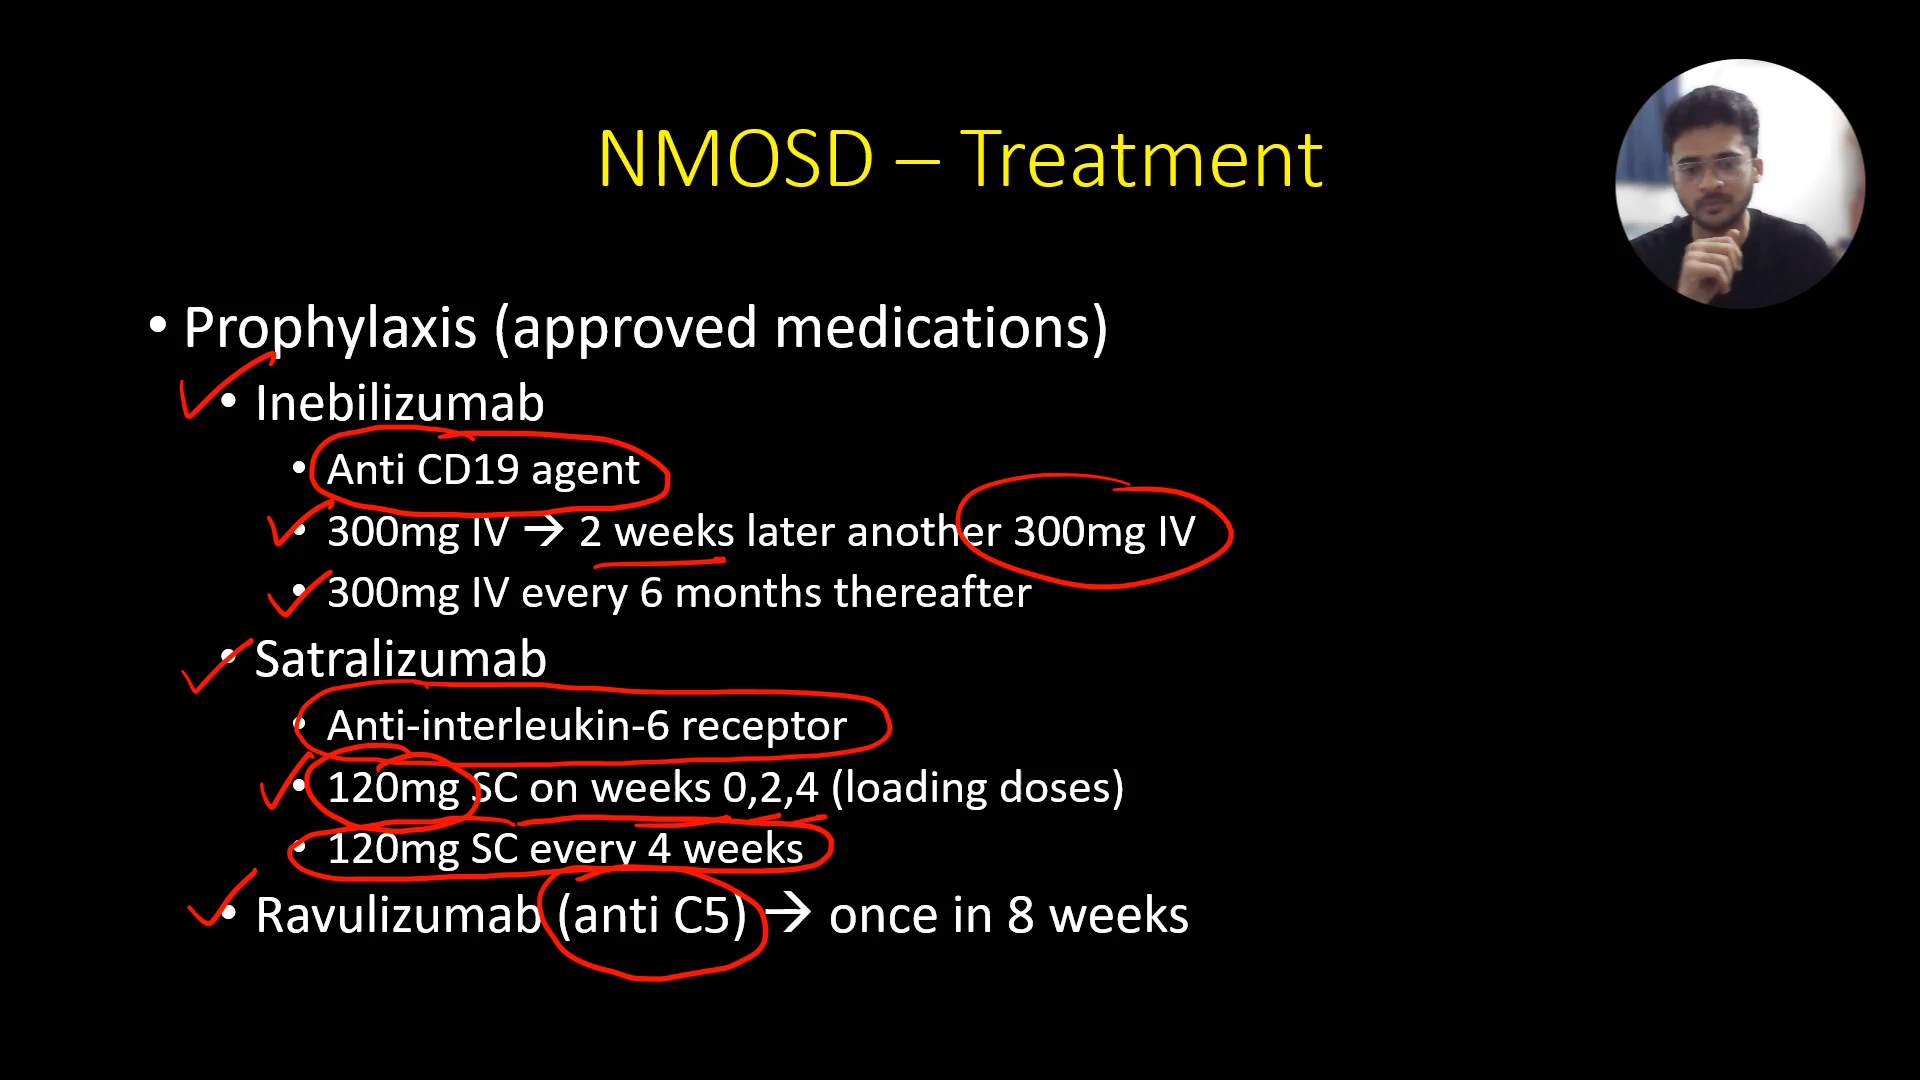 NMOSD – Treatment
• Prophylaxis (approved medications)
• Inebilizumab
• Anti CD19 agent
• 300mg IV → 2 weeks later another 300mg IV
• 300mg IV every 6 months thereafter
• Satralizumab
• Anti-interleukin-6 receptor
• 120mg SC on weeks 0,2,4 (loading doses)
• 120mg SC every 4 weeks
• Ravulizumab (anti C5) → once in 8 weeks